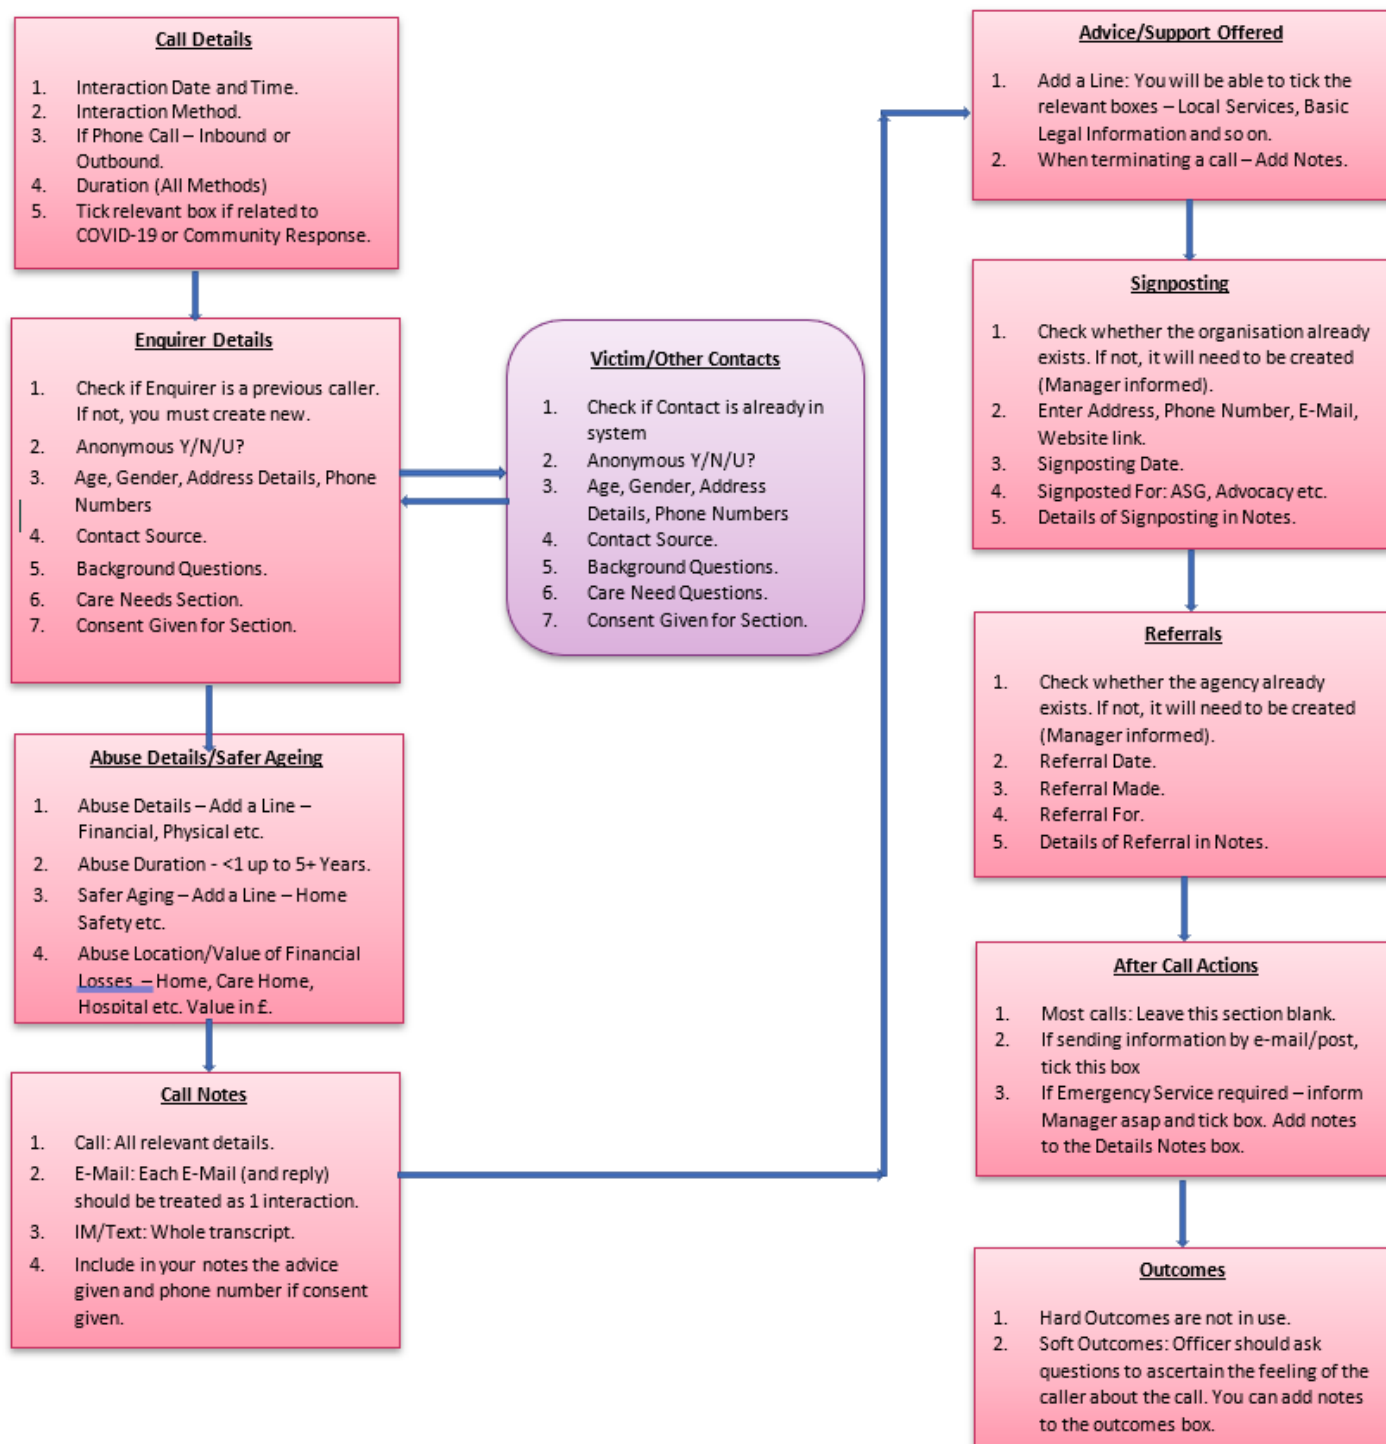 Call Details
1. Interaction Date and Time.
2. Interaction Method.
3. If Phone Call – Inbound or
Outbound.
4. Duration (All Methods)
5. Tick relevant box if related to
COVID-19 or Community Response.
Enquirer Details
1. Check if Enquirer is a previous caller.
If not, you must create new.
2. Anonymous Y/N/U?
3. Age, Gender, Address Details, Phone
Numbers
4. Contact Source.
5. Background Questions.
6. Care Needs Section.
7. Consent Given for Section.
Victim/Other Contacts
1. Check if Contact is already in
system
2. Anonymous Y/N/U?
3. Age, Gender, Address
Details, Phone Numbers
4. Contact Source.
5. Background Questions.
6. Care Need Questions.
7. Consent Given for Section.
Abuse Details/Safer Ageing
1. Abuse Details – Add a Line –
Financial, Physical etc.
2. Abuse Duration - <1 up to 5+ Years.
3. Safer Aging – Add a Line – Home
Safety etc.
4. Abuse Location/Value of Financial
Losses – Home, Care Home,
Hospital etc. Value in £.
Call Notes
1. Call: All relevant details.
2. E-Mail: Each E-Mail (and reply)
should be treated as 1 interaction.
3. IM/Text: Whole transcript.
4. Include in your notes the advice
given and phone number if consent
given.
Advice/Support Offered
1. Add a Line: You will be able to tick the
relevant boxes – Local Services, Basic
Legal Information and so on.
2. When terminating a call – Add Notes.
Signposting
1. Check whether the organisation already
exists. If not, it will need to be created
(Manager informed).
2. Enter Address, Phone Number, E-Mail,
Website link.
3. Signposting Date.
4. Signposted For: ASG, Advocacy etc.
5. Details of Signposting in Notes.
Referrals
1. Check whether the agency already
exists. If not, it will need to be created
(Manager informed).
2. Referral Date.
3. Referral Made.
4. Referral For.
5. Details of Referral in Notes.
After Call Actions
1. Most calls: Leave this section blank.
2. If sending information by e-mail/post,
tick this box
3. If Emergency Service required – inform
Manager asap and tick box. Add notes
to the Details Notes box.
Outcomes
1. Hard Outcomes are not in use.
2. Soft Outcomes: Officer should ask
questions to ascertain the feeling of the
caller about the call. You can add notes
to the outcomes box.